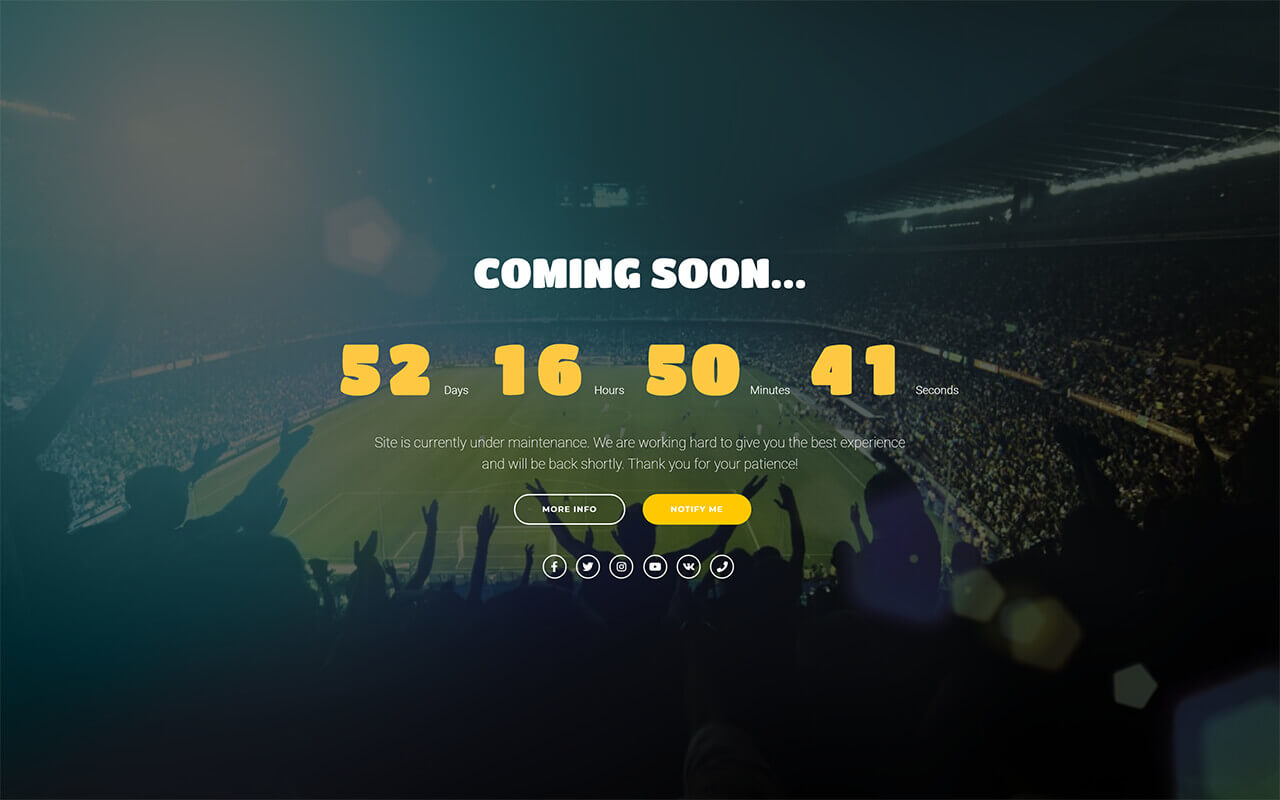 COMING SOON...
52 Days 16 Hours 50 Minutes 41 Seconds
Site is currently under maintenance. We are working hard to give you the best experience
and will be back shortly. Thank you for your patience!
MORE INFO NOTIFY ME